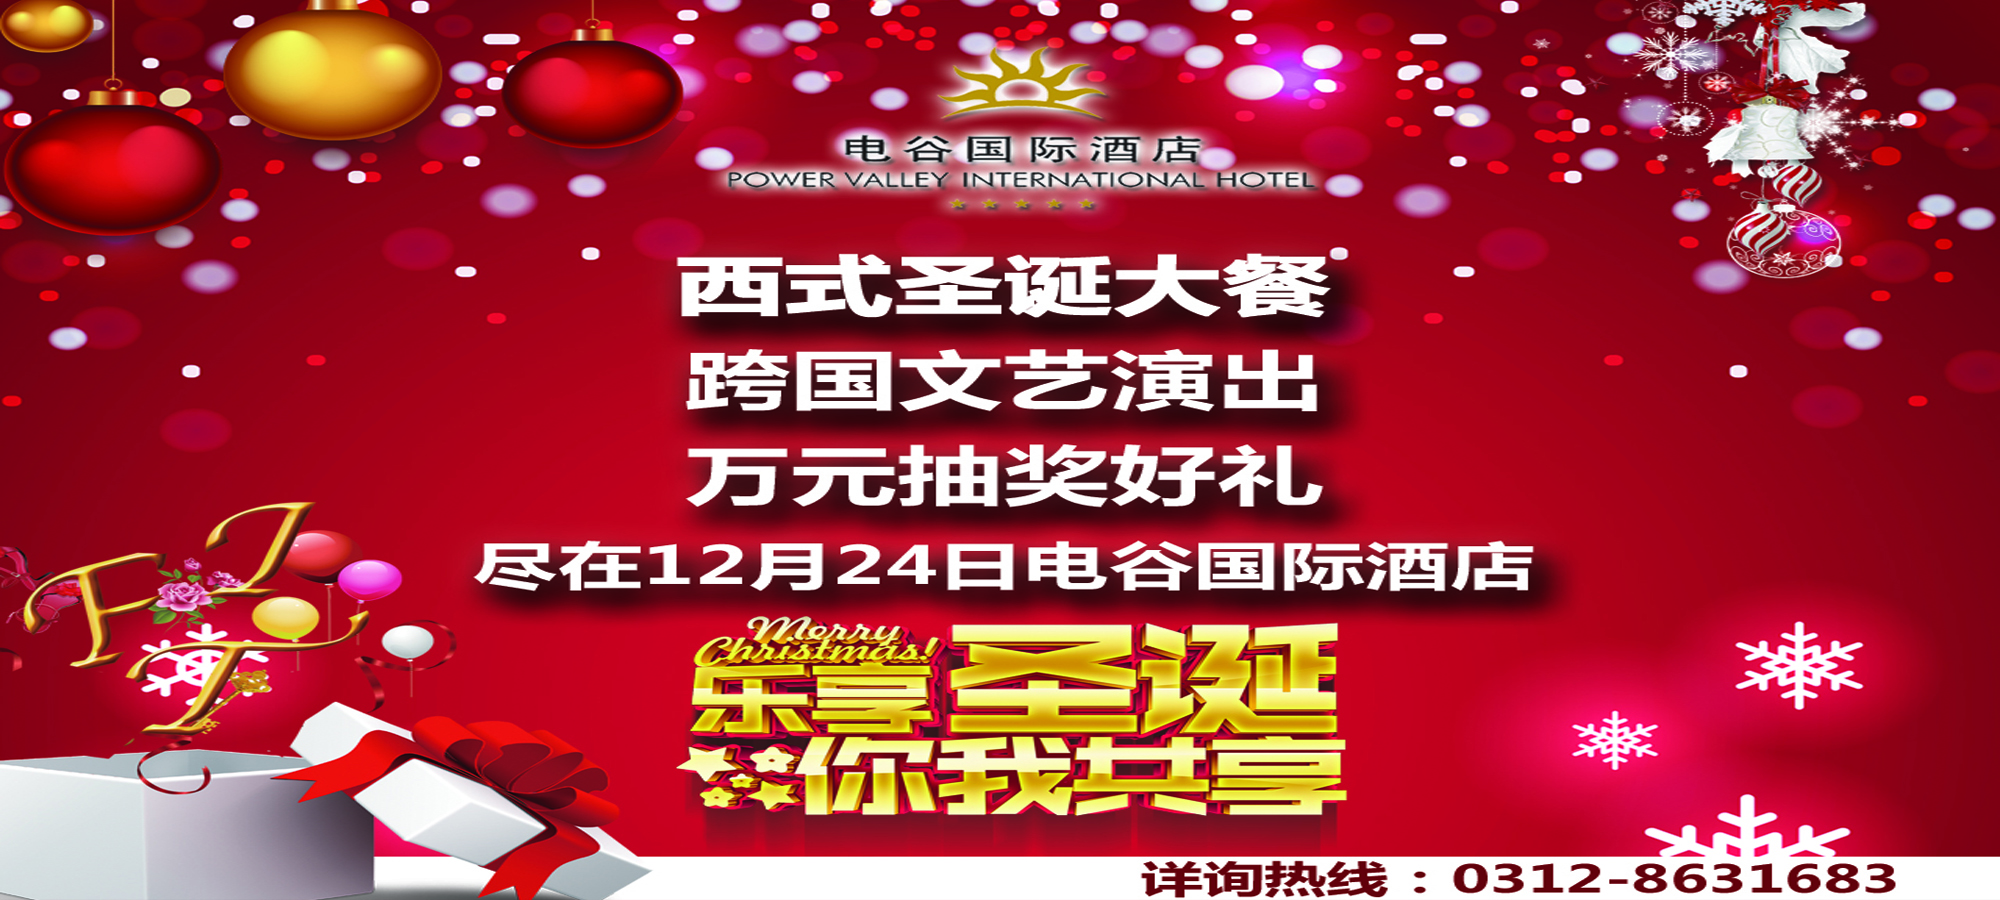 电谷国际酒店
POWER VALLEY INTERNATIONAL HOTEL
西式圣诞大餐
跨国文艺演出
万元抽奖好礼
尽在12月24日电谷国际酒店
Merry
Christmas!
乐享圣诞
你我共享
F I
T
详询热线：0312-8631683